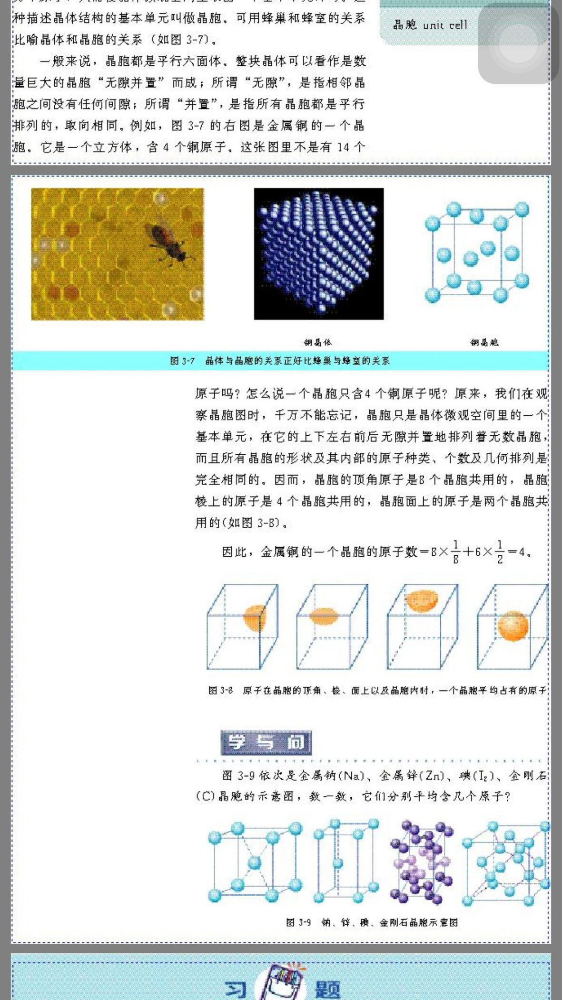 种描述晶体结构的基本单元叫做晶胞。可用蜂巢和蜂室的关系
比喻晶体和晶胞的关系（如图 3-7）。
一般来说，晶胞都是平行六面体。整块晶体可以看作是数
量巨大的晶胞“无隙并置”而成；所谓“无隙”，是指相邻晶
胞之间没有任何间隙；所谓“并置”，是指所有晶胞都是平行
排列的，取向相同。例如，图 3-7 的右图是金属铜的一个晶
胞。它是一个立方体，含 4 个铜原子。这张图里不是有 14 个
晶胞 unit cell
铜晶体
铜晶胞
图 3-7 晶体与晶胞的关系正好比蜂巢与蜂室的关系
原子吗？怎么说一个晶胞只含4 个铜原子呢？原来，我们在观
察晶胞图时，千万不能忘记，晶胞只是晶体微观空间里的一个
基本单元，在它的上下左右前后无隙并置地排列着无数晶胞，
而且所有晶胞的形状及其内部的原子种类、个数及几何排列是
完全相同的。因而，晶胞的顶角原子是8 个晶胞共用的，晶胞
棱上的原子是 4 个晶胞共用的，晶胞面上的原子是两个晶胞共
用的(如图 3-8)。
因此，金属铜的一个晶胞的原子数＝8×1/8＋6×1/2＝4。
图 3-8 原子在晶胞的顶角、棱、面上以及晶胞内时，一个晶胞平均占有的原子
学与问
图 3-9 依次是金属钠(Na)、金属锌(Zn)、碘(I₂)、金刚石
(C)晶胞的示意图，数一数，它们分别平均含几个原子？
图 3-9 钠、锌、碘、金刚石晶胞示意图
习 题